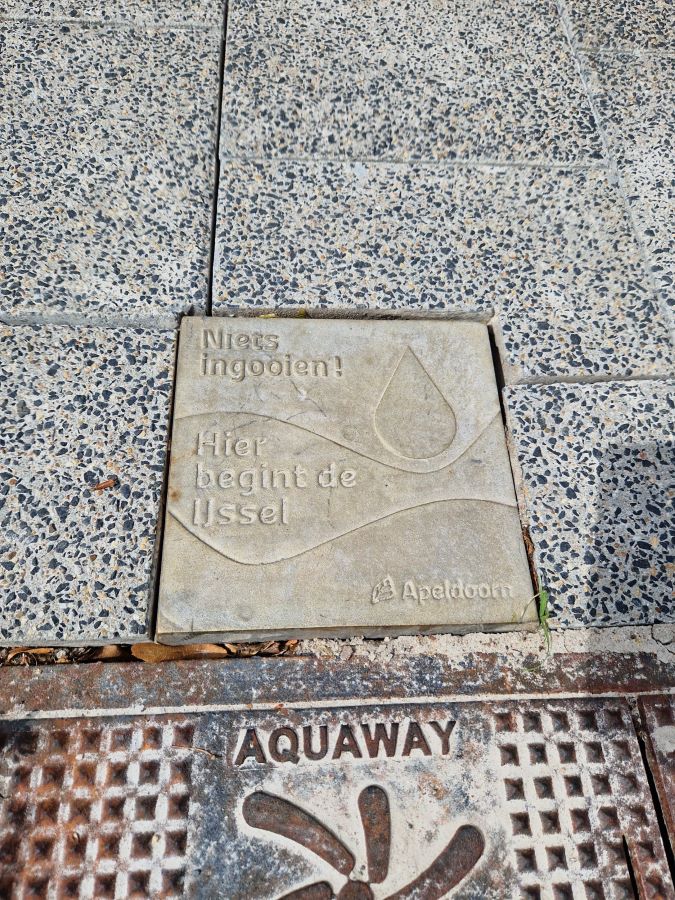 Niets
ingooien!
Hier
begint de
IJssel
Apeldoorn
AQUAWAY